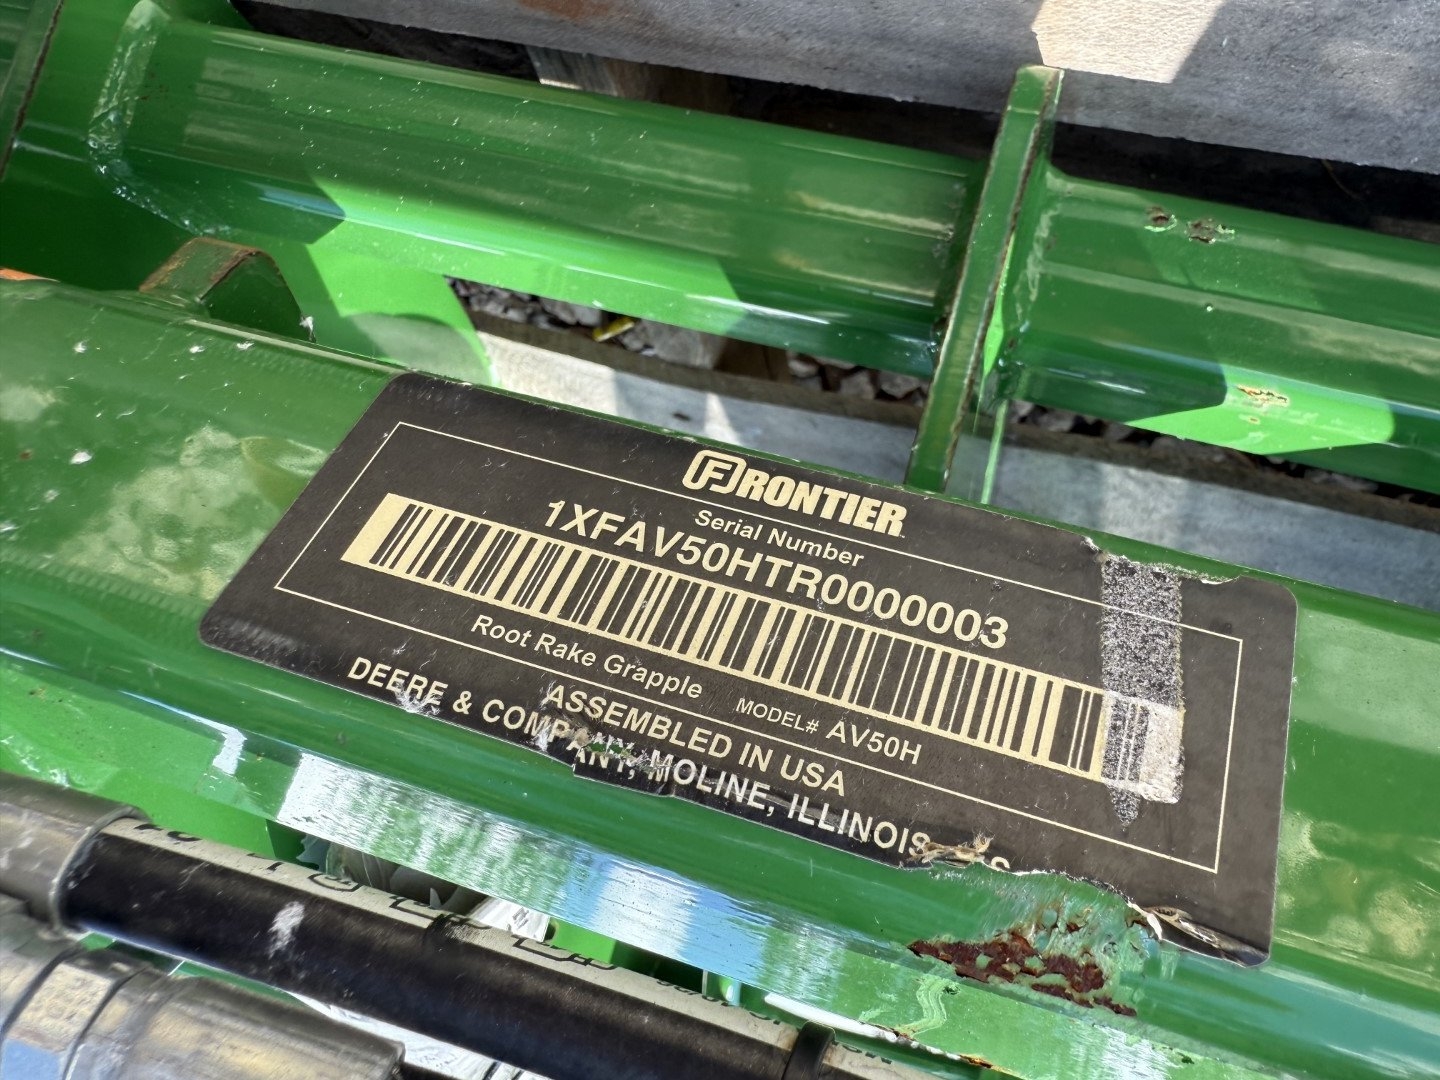 FRONTIER
Serial Number
1XFAV50HTR0000003
Root Rake Grapple MODEL# AV50H
ASSEMBLED IN USA
DEERE & COMPANY, MOLINE, ILLINOIS